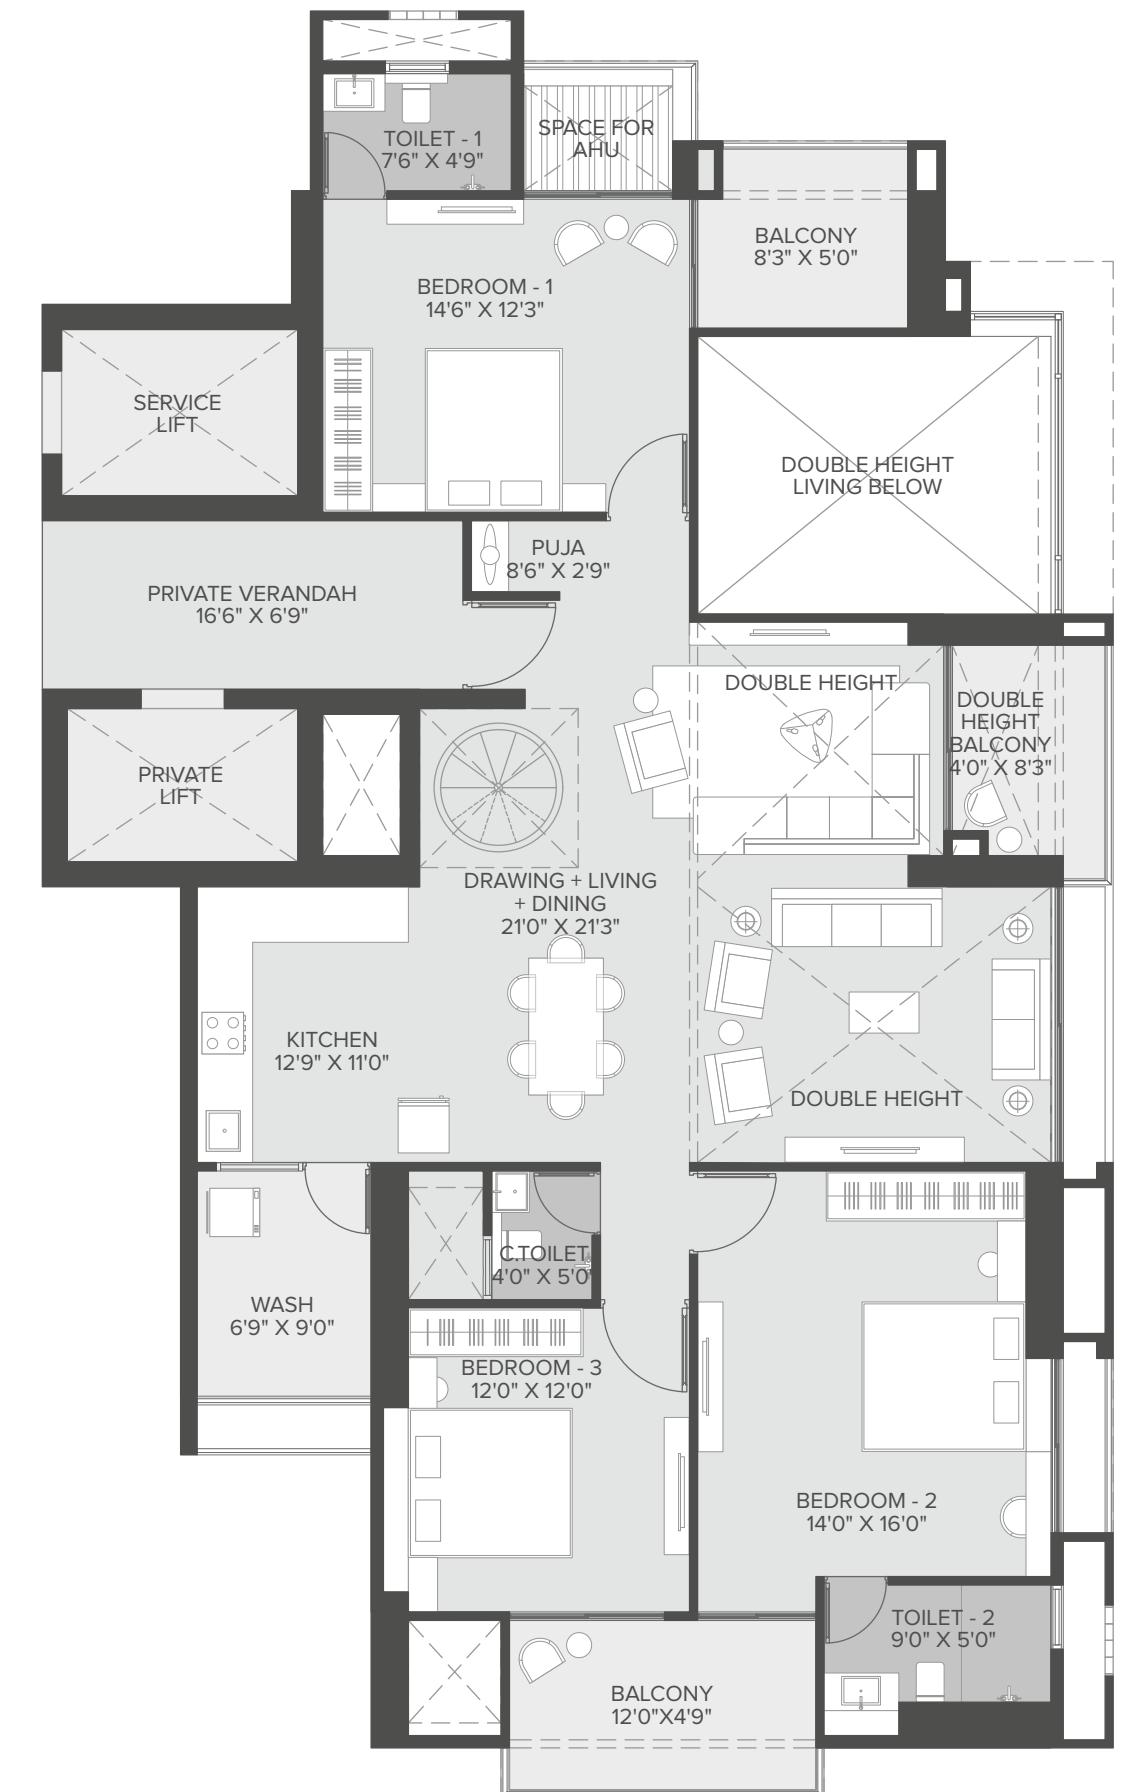 TOILET - 1
7'6" X 4'9"
SPACE FOR
AHU
BALCONY
8'3" X 5'0"
BEDROOM - 1
14'6" X 12'3"
SERVICE
LIFT
DOUBLE HEIGHT
LIVING BELOW
PUJA
8'6" X 2'9"
PRIVATE VERANDAH
16'6" X 6'9"
DOUBLE HEIGHT
DOUBLE
HEIGHT
BALCONY
4'0" X 8'3"
PRIVATE
LIFT
DRAWING + LIVING
+ DINING
21'0" X 21'3"
KITCHEN
12'9" X 11'0"
DOUBLE HEIGHT
C.TOILET
4'0" X 5'0"
WASH
6'9" X 9'0"
BEDROOM - 3
12'0" X 12'0"
BEDROOM - 2
14'0" X 16'0"
TOILET - 2
9'0" X 5'0"
BALCONY
12'0"X4'9"